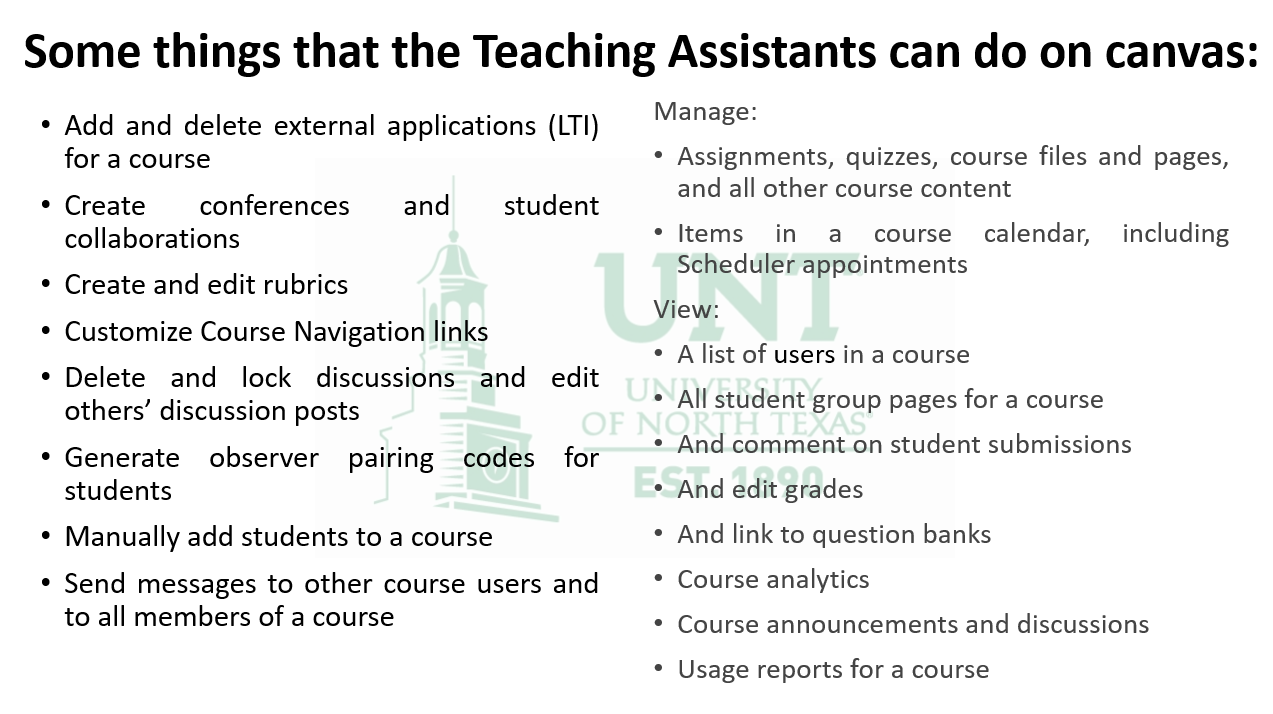 Some things that the Teaching Assistants can do on canvas:
• Add and delete external applications (LTI)
for a course
• Create conferences and student
collaborations
• Create and edit rubrics
• Customize Course Navigation links
• Delete and lock discussions and edit
others’ discussion posts
• Generate observer pairing codes for
students
• Manually add students to a course
• Send messages to other course users and
to all members of a course
Manage:
• Assignments, quizzes, course files and pages,
and all other course content
• Items in a course calendar, including
Scheduler appointments
View:
• A list of users in a course
• All student group pages for a course
• And comment on student submissions
• And edit grades
• And link to question banks
• Course analytics
• Course announcements and discussions
• Usage reports for a course
UNT
UNIVERSITY
OF NORTH TEXAS
EST. 1890